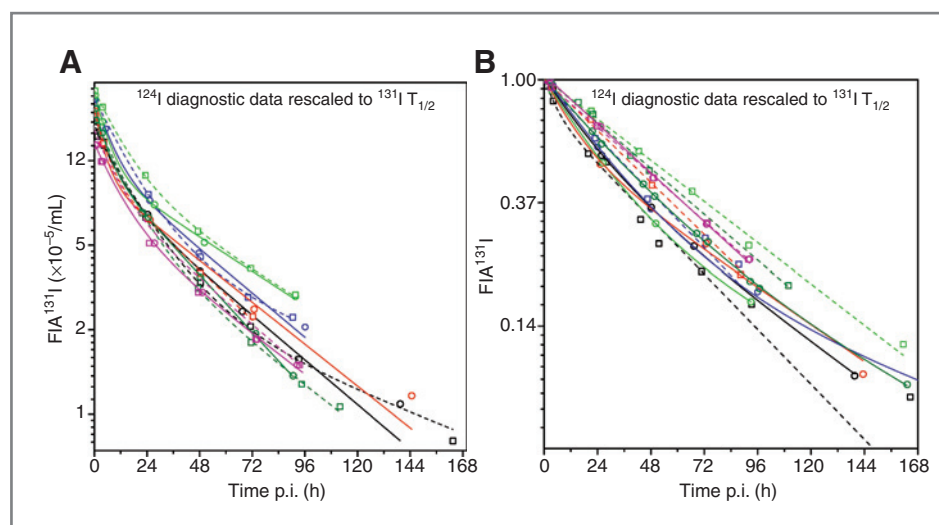 A
B
¹²⁴I diagnostic data rescaled to ¹³¹I T₁/₂
¹²⁴I diagnostic data rescaled to ¹³¹I T₁/₂
FIA¹³¹I (×10⁻⁵/mL)
12
5
2
1
0 24 48 72 96 120 144 168
Time p.i. (h)
FIA¹³¹I
1.00
0.37
0.14
0 24 48 72 96 120 144 168
Time p.i. (h)